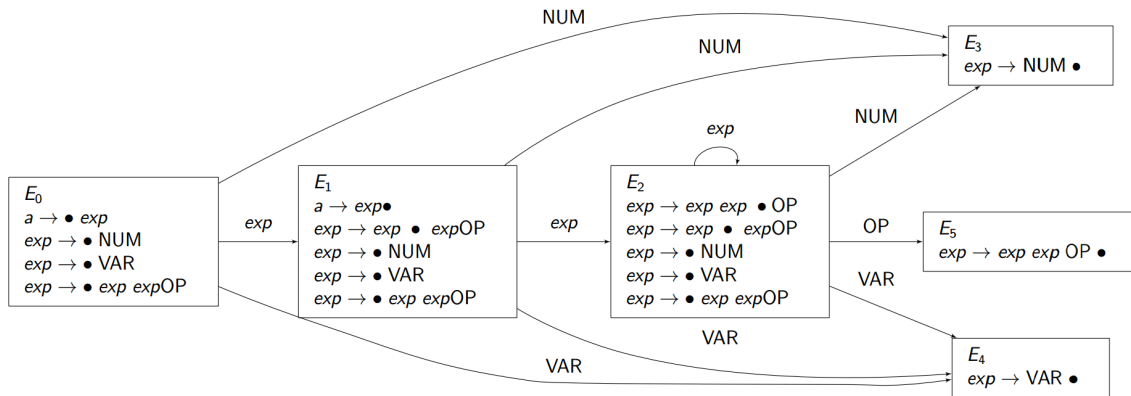 NUM
NUM
E₃
exp → NUM ●
NUM
exp
E₀
a → ● exp
exp → ● NUM
exp → ● VAR
exp → ● exp expOP
exp
E₁
a → exp●
exp → exp ● expOP
exp → ● NUM
exp → ● VAR
exp → ● exp expOP
exp
E₂
exp → exp exp ● OP
exp → exp ● expOP
exp → ● NUM
exp → ● VAR
exp → ● exp expOP
OP
E₅
exp → exp exp OP ●
VAR
VAR
VAR
E₄
exp → VAR ●